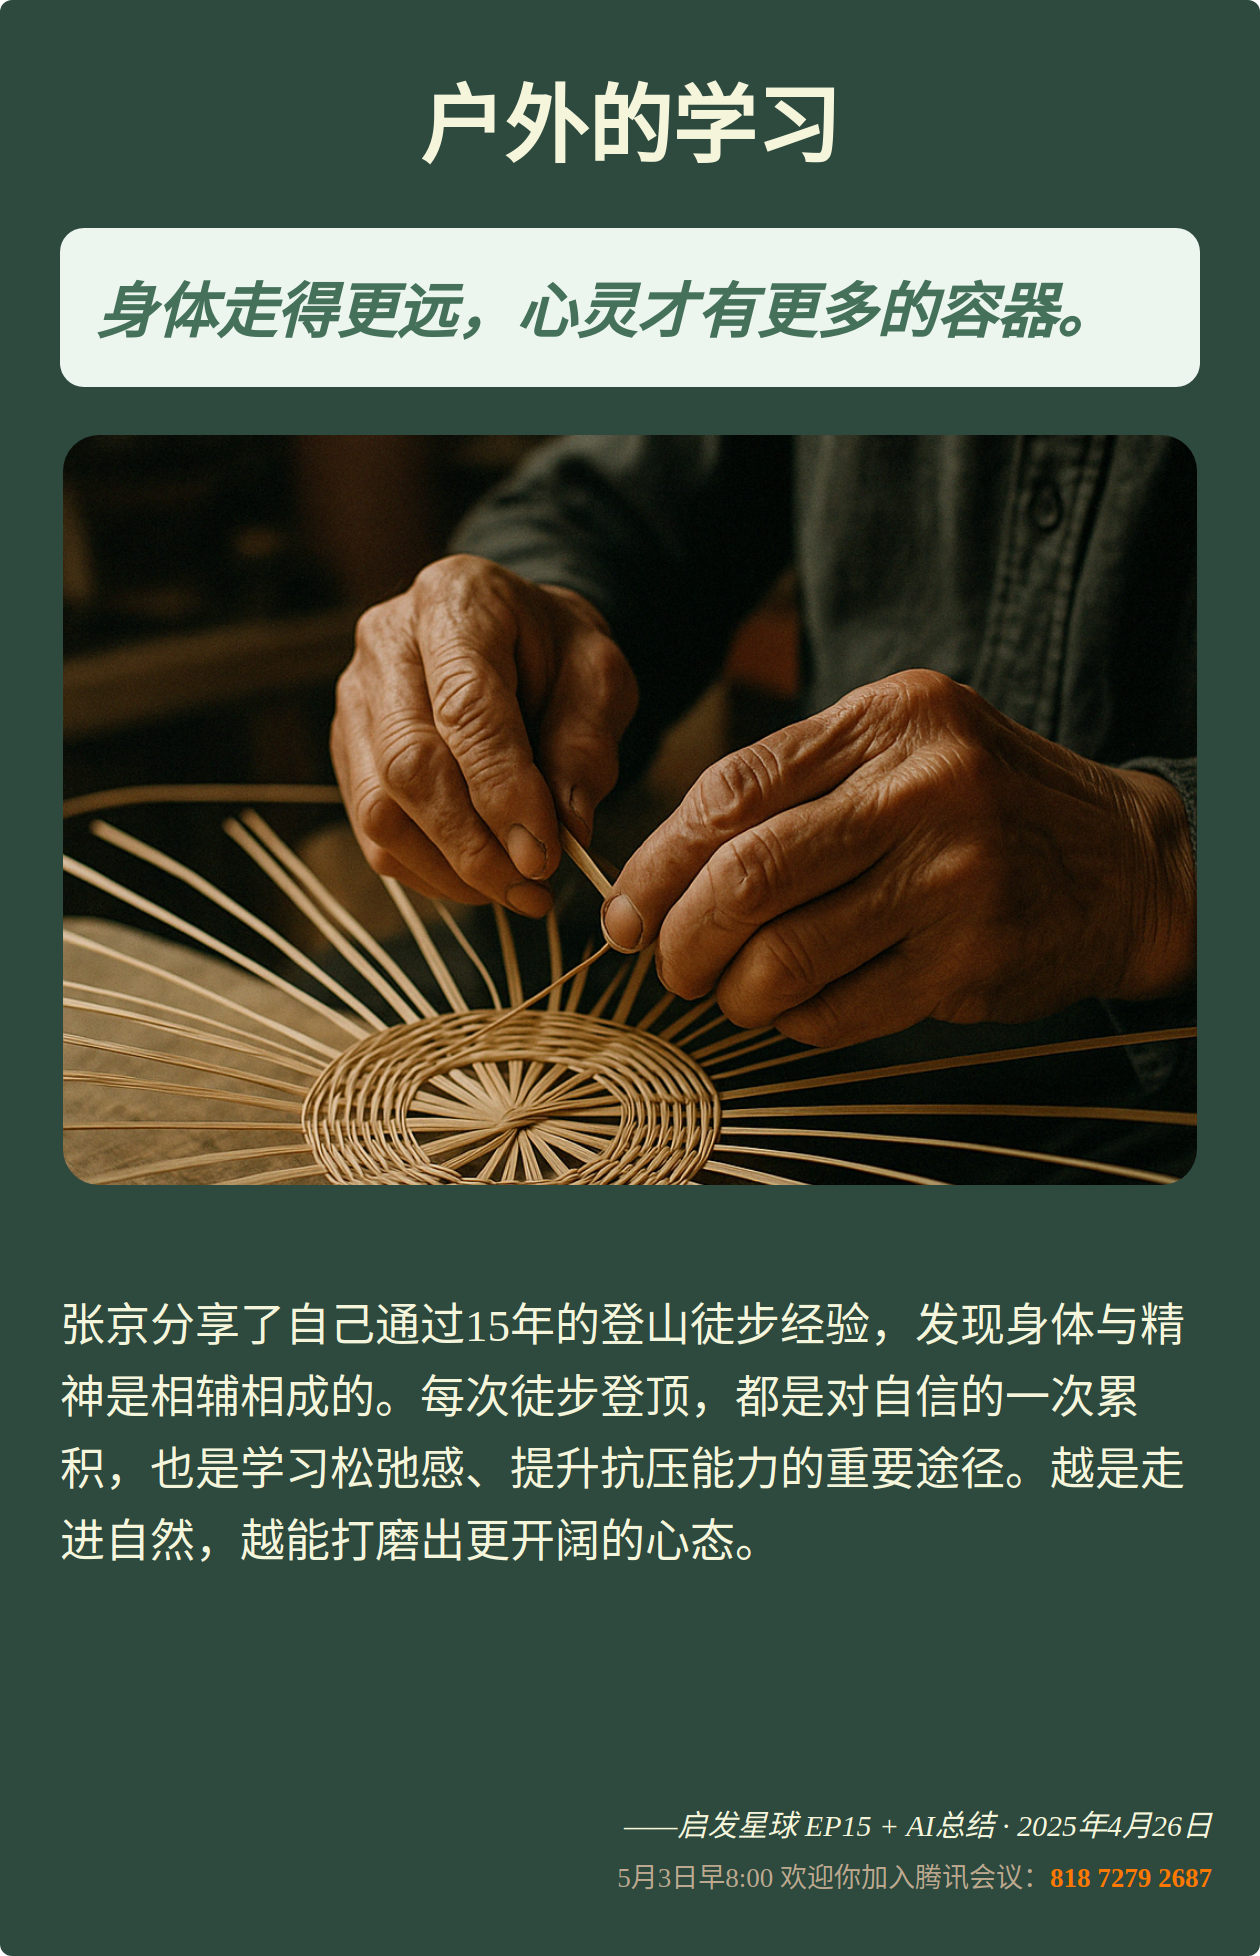 户外的学习
身体走得更远，心灵才有更多的容器。
张京分享了自己通过15年的登山徒步经验，发现身体与精
神是相辅相成的。每次徒步登顶，都是对自信的一次累
积，也是学习松弛感、提升抗压能力的重要途径。越是走
进自然，越能打磨出更开阔的心态。
——启发星球 EP15 + AI总结 · 2025年4月26日
5月3日早8:00 欢迎你加入腾讯会议：818 7279 2687